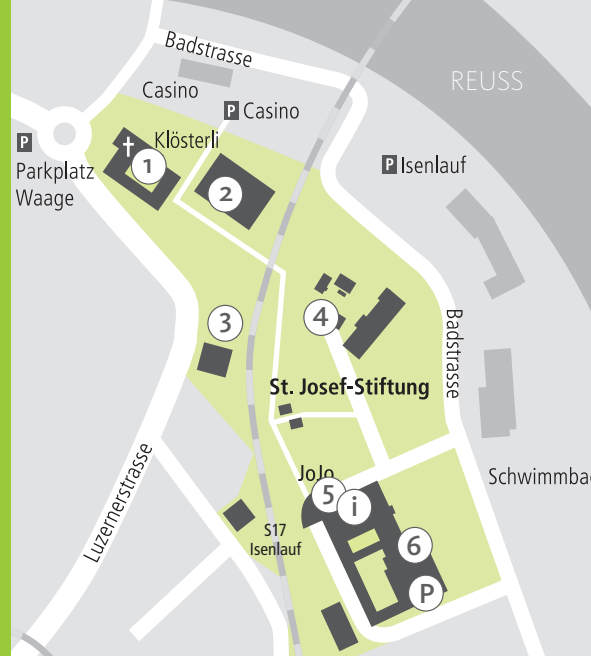 Badstrasse
REUSS
Casino
P Casino
Klösterli
P
Parkplatz
Waage
1
2
P Isenlauf
3
4
Badstrasse
St. Josef-Stiftung
Luzernerstrasse
JoJo
5
i
Schwimmba
S17
Isenlauf
6
P